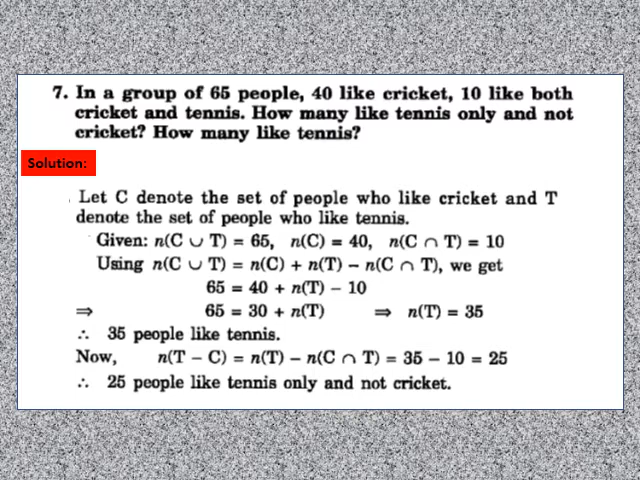 7. In a group of 65 people, 40 like cricket, 10 like both
cricket and tennis. How many like tennis only and not
cricket? How many like tennis?
Solution:
Let C denote the set of people who like cricket and T
denote the set of people who like tennis.
Given: n(C ∪ T) = 65, n(C) = 40, n(C ∩ T) = 10
Using n(C ∪ T) = n(C) + n(T) – n(C ∩ T), we get
65 = 40 + n(T) – 10
⇒ 65 = 30 + n(T) ⇒ n(T) = 35
∴ 35 people like tennis.
Now, n(T – C) = n(T) – n(C ∩ T) = 35 – 10 = 25
∴ 25 people like tennis only and not cricket.